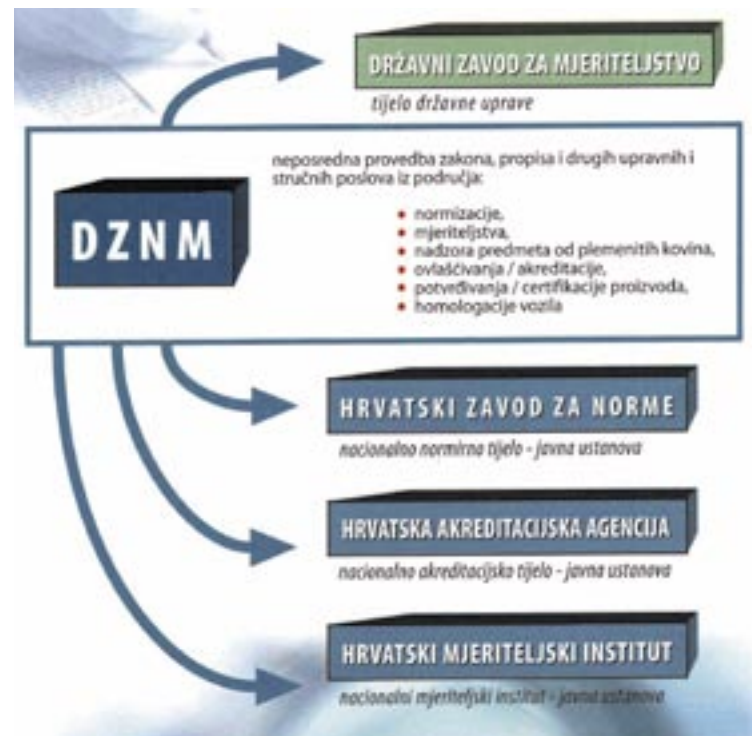 DRŽAVNI ZAVOD ZA MJERITELJSTVO
tijelo državne uprave
neposredna provedba zakona, propisa i drugih upravnih i
stručnih poslova iz područja:
DZNM
• normizacije,
• mjeriteljstva,
• nadzora predmeta od plemenitih kovina,
• ovlašćivanja / akreditacije,
• potvrđivanja / certifikacije proizvoda,
• homologacije vozila
HRVATSKI ZAVOD ZA NORME
nacionalno normirno tijelo - javna ustanova
HRVATSKA AKREDITACIJSKA AGENCIJA
nacionalno akreditacijsko tijelo - javna ustanova
HRVATSKI MJERITELJSKI INSTITUT
nacionalni mjeriteljski institut - javna ustanova